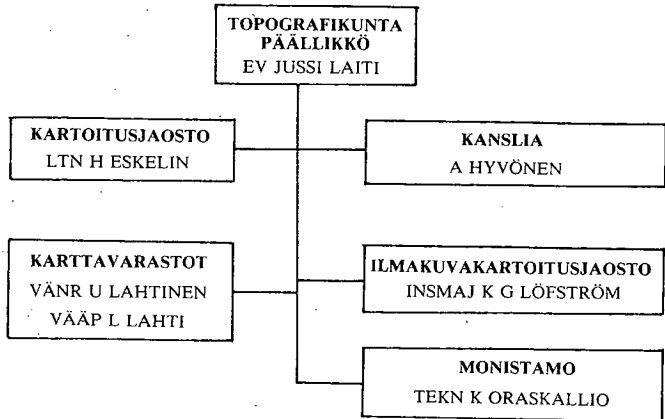 TOPOGRAFIKUNTA
PÄÄLLIKKÖ
EV JUSSI LAITI
KARTOITUSJAOSTO
LTN H ESKELIN
KANSLIA
A HYVÖNEN
KARTTAVARASTOT
VÄNR U LAHTINEN
VÄÄP L LAHTI
ILMAKUVAKARTOITUSJAOSTO
INSMAJ K G LÖFSTRÖM
MONISTAMO
TEKN K ORASKALLIO